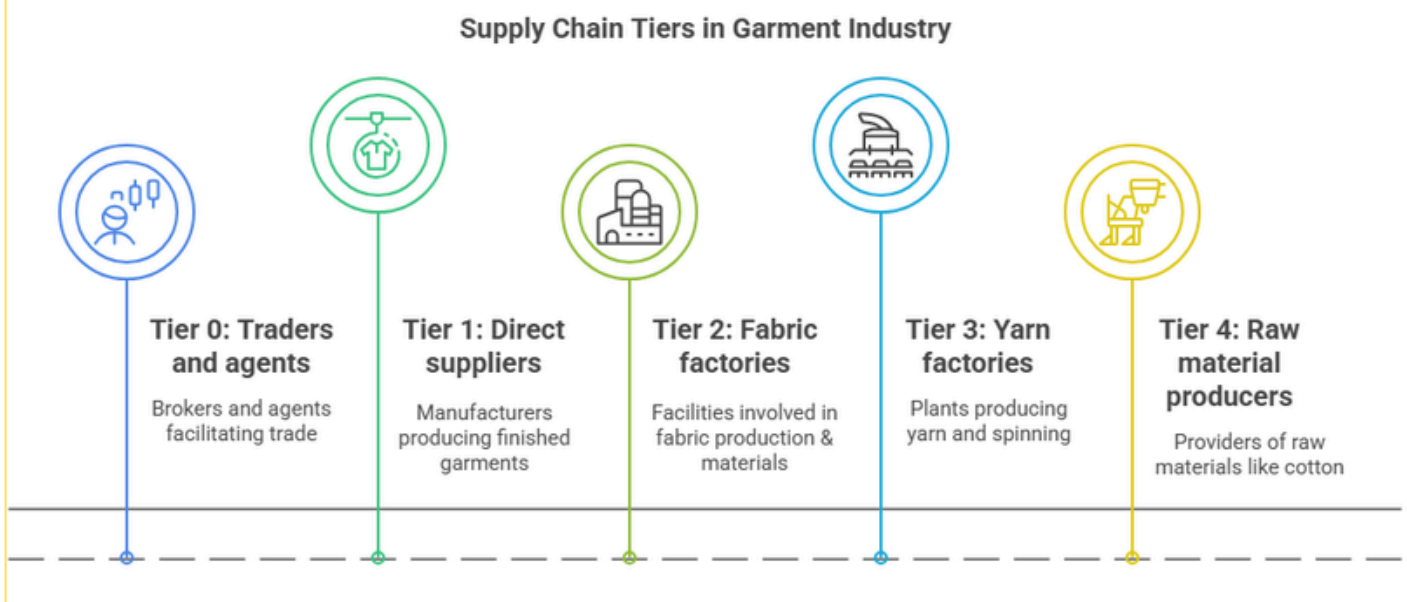 Supply Chain Tiers in Garment Industry
Tier 0: Traders
and agents
Brokers and agents
facilitating trade
Tier 1: Direct
suppliers
Manufacturers
producing finished
garments
Tier 2: Fabric
factories
Facilities involved in
fabric production &
materials
Tier 3: Yarn
factories
Plants producing
yarn and spinning
Tier 4: Raw
material
producers
Providers of raw
materials like cotton